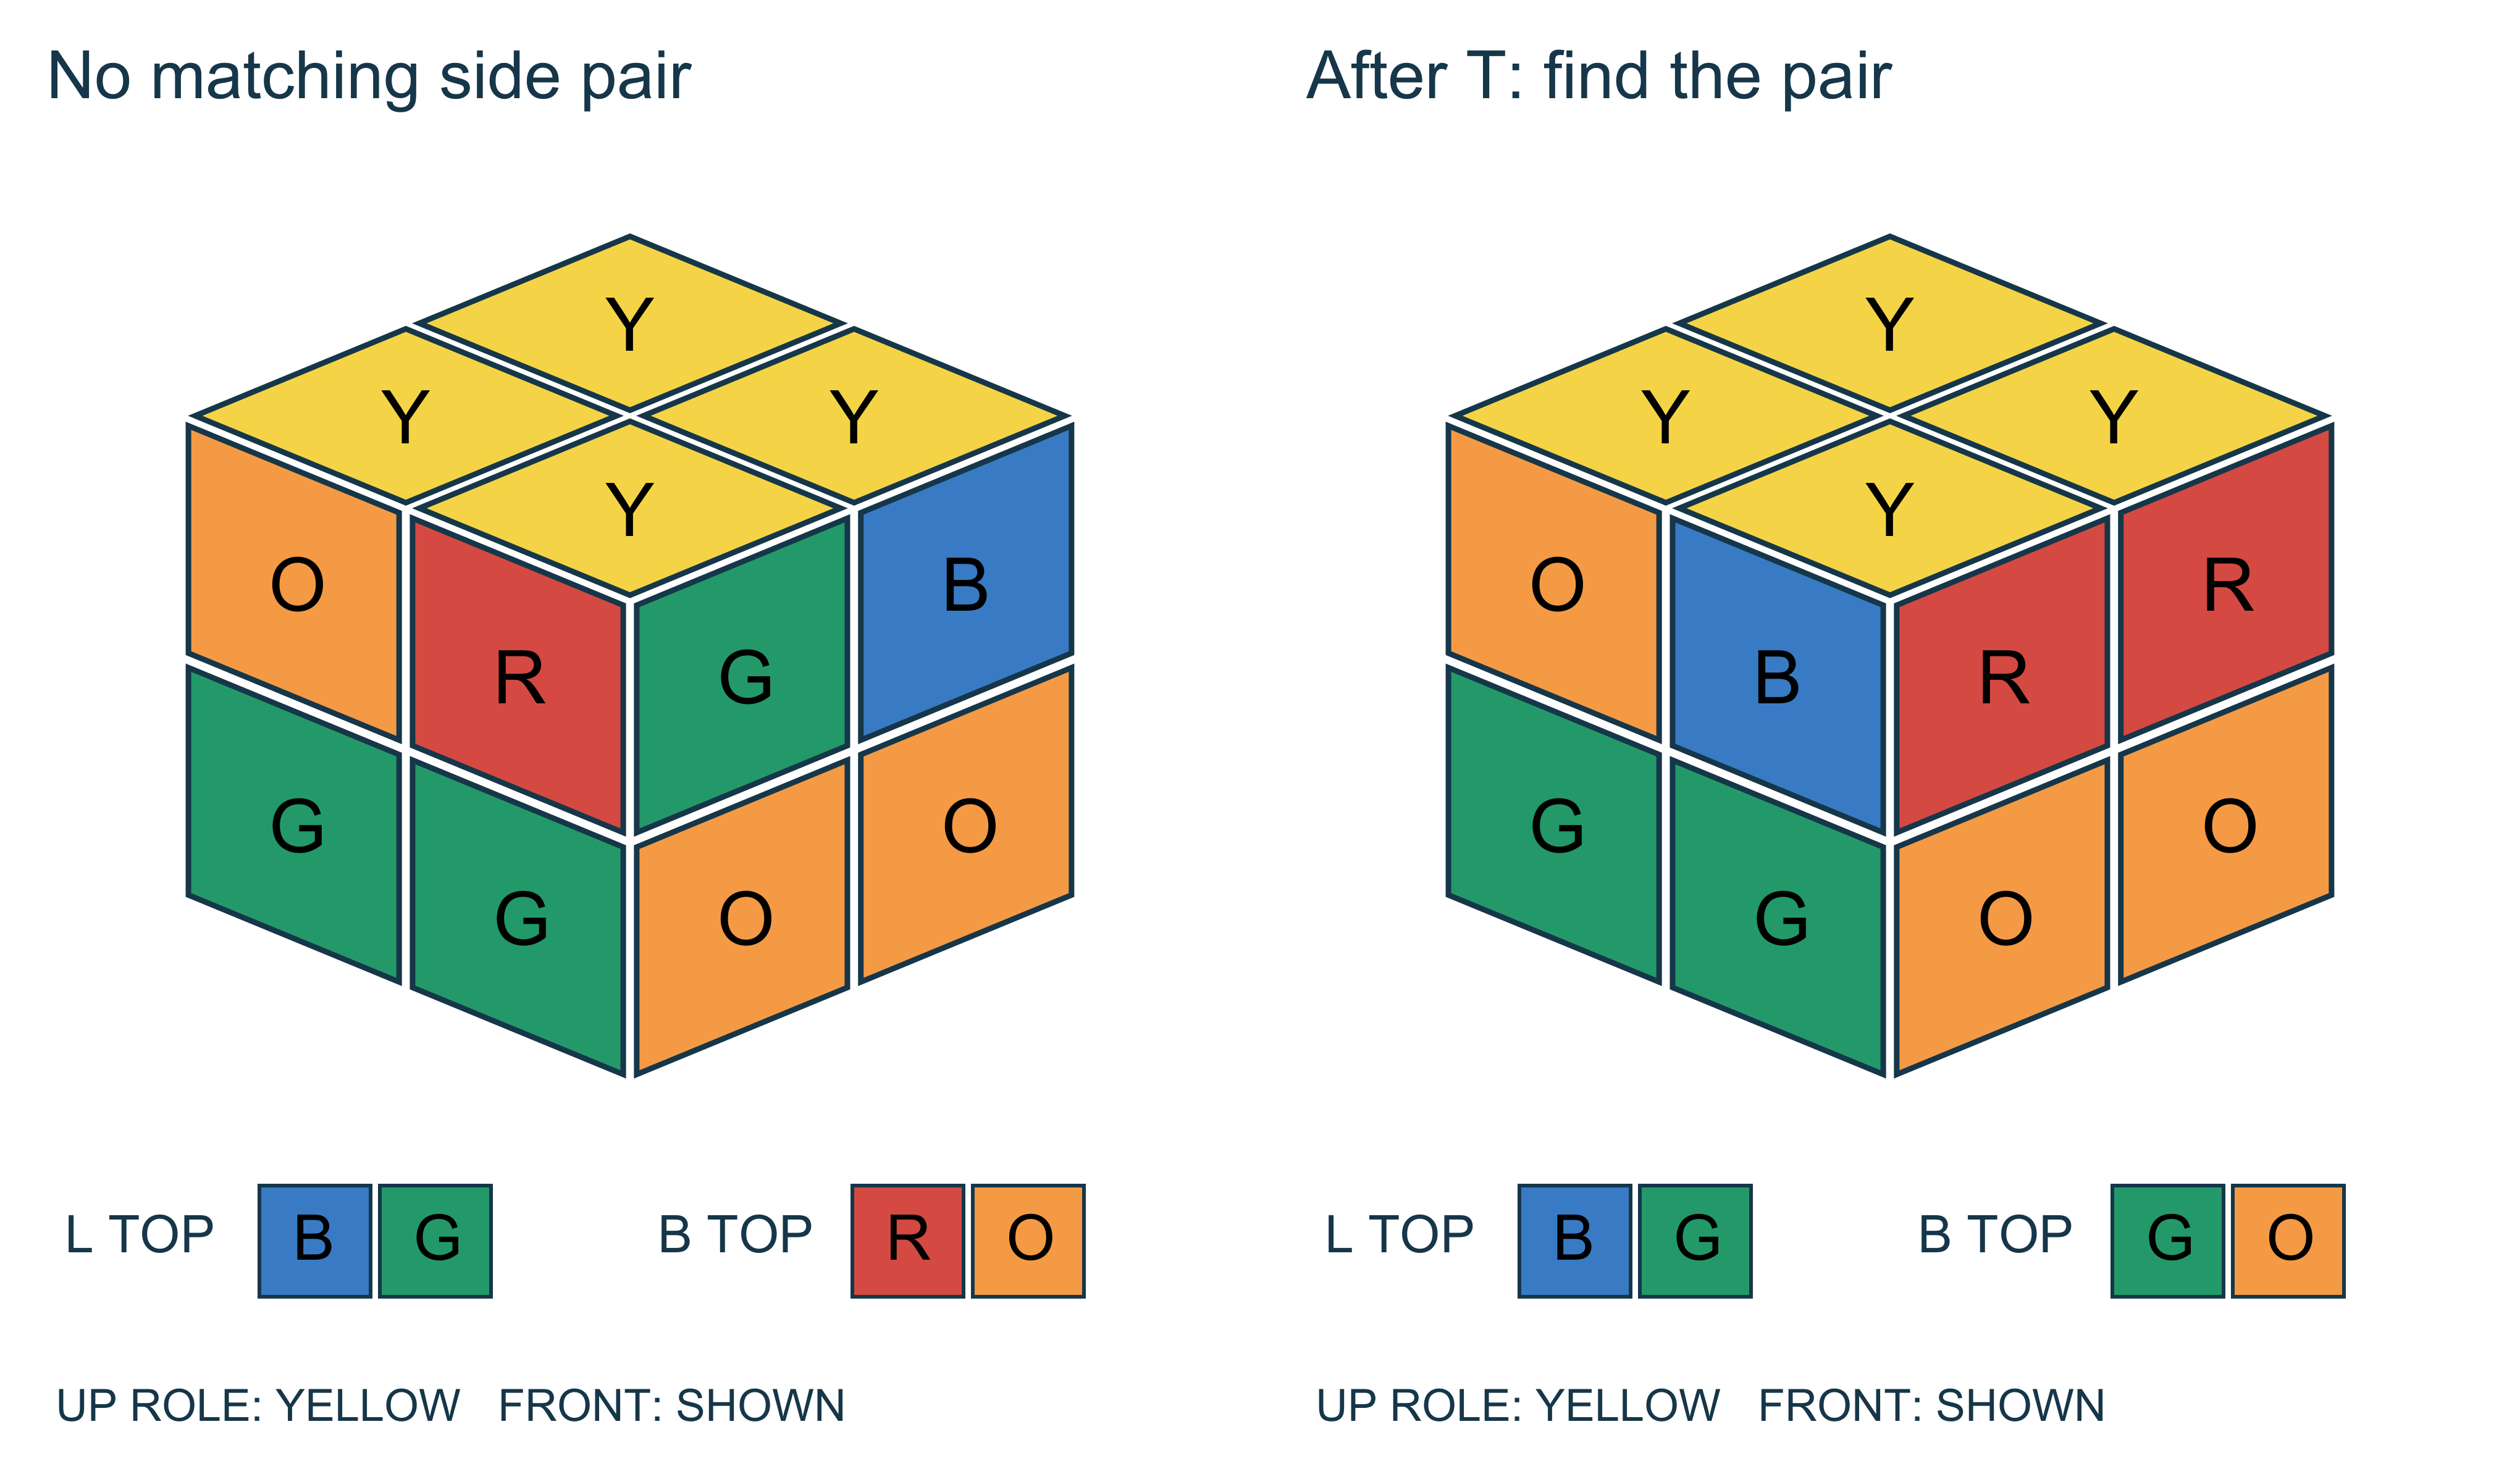 No matching side pair
After T: find the pair
Y
Y Y
Y
O R G B
G G O O
Y
Y Y
Y
O B R R
G G O O
L TOP B G B TOP R O
L TOP B G B TOP G O
UP ROLE: YELLOW FRONT: SHOWN
UP ROLE: YELLOW FRONT: SHOWN